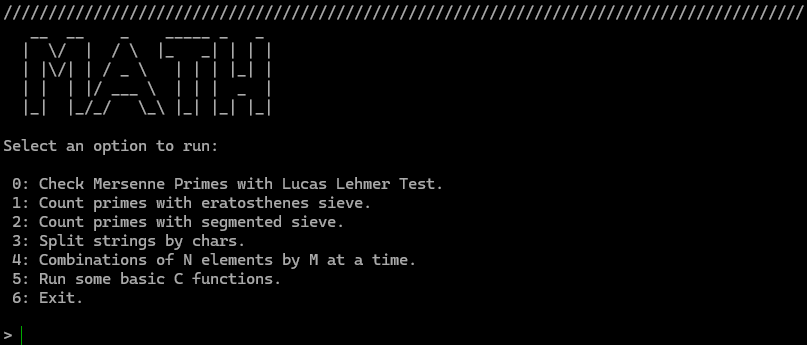 /////////////////////////////////////////////////////////////////////////////////////////
MATH
Select an option to run:
0: Check Mersenne Primes with Lucas Lehmer Test.
1: Count primes with eratosthenes sieve.
2: Count primes with segmented sieve.
3: Split strings by chars.
4: Combinations of N elements by M at a time.
5: Run some basic C functions.
6: Exit.
>